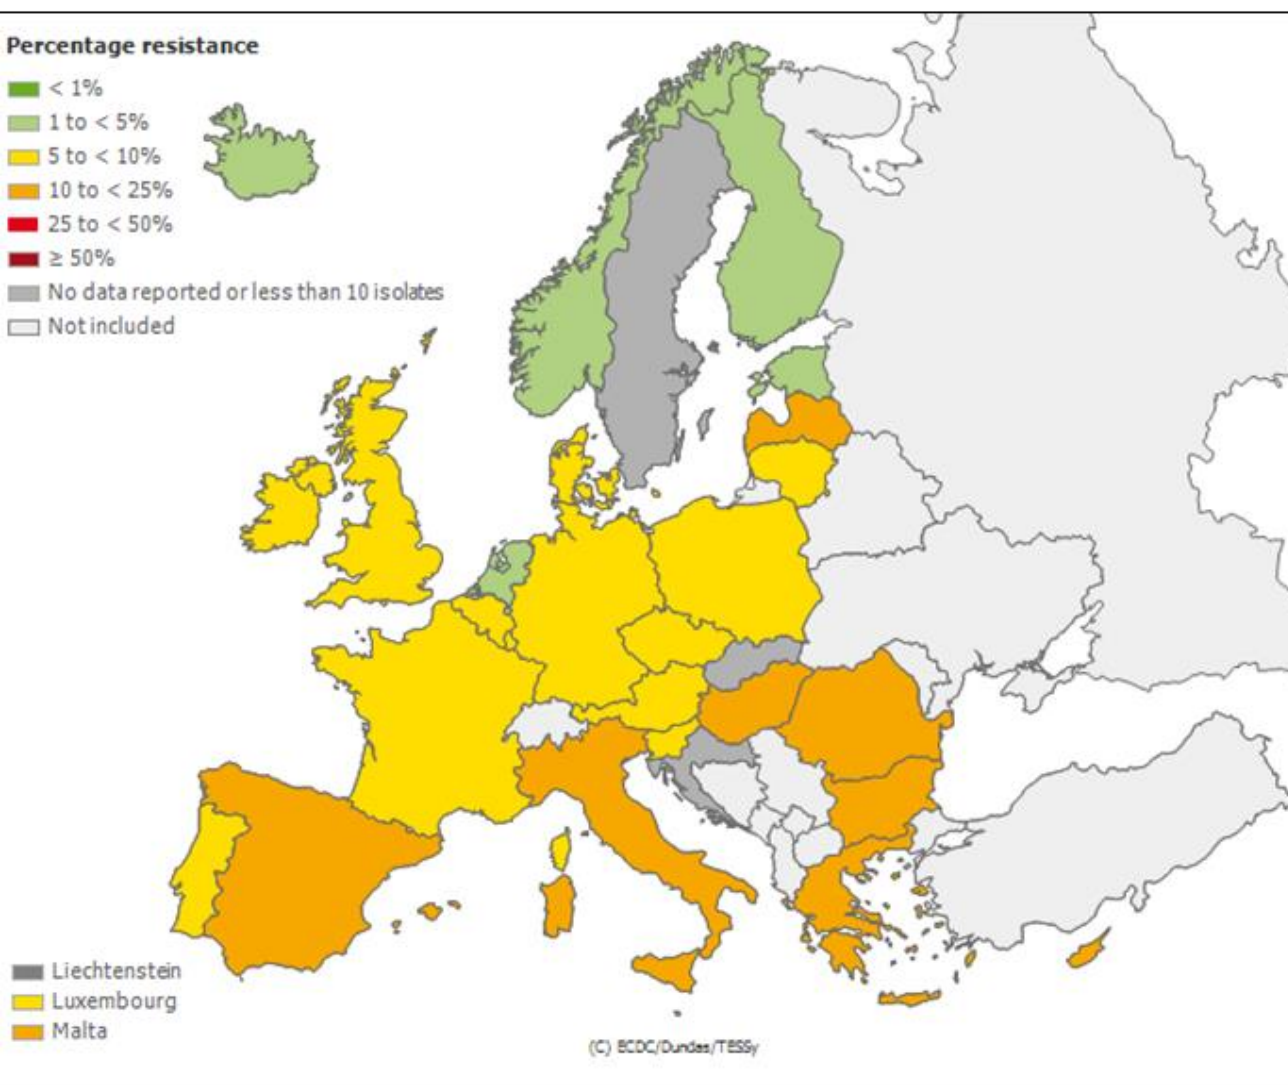 Percentage resistance
< 1%
1 to < 5%
5 to < 10%
10 to < 25%
25 to < 50%
≥ 50%
No data reported or less than 10 isolates
Not included
Liechtenstein
Luxembourg
Malta
(C) ECDC/Dundas/TESSy